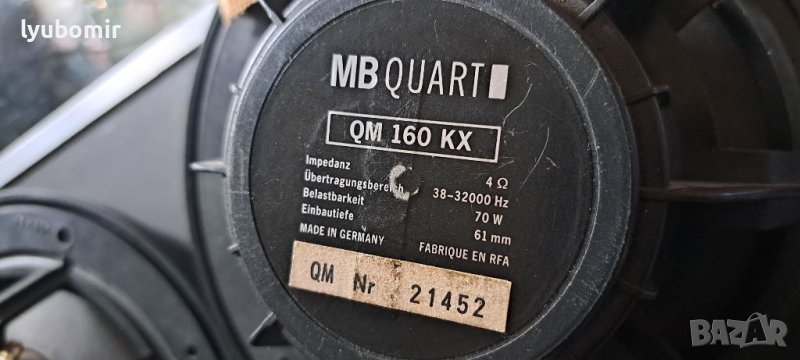 lyubomir
MB QUART
QM 160 KX
Impedanz 4 Ω
Übertragungsbereich 38-32000 Hz
Belastbarkeit 70 W
Einbautiefe 61 mm
MADE IN GERMANY FABRIQUE EN RFA
QM Nr 21452
BAZAR